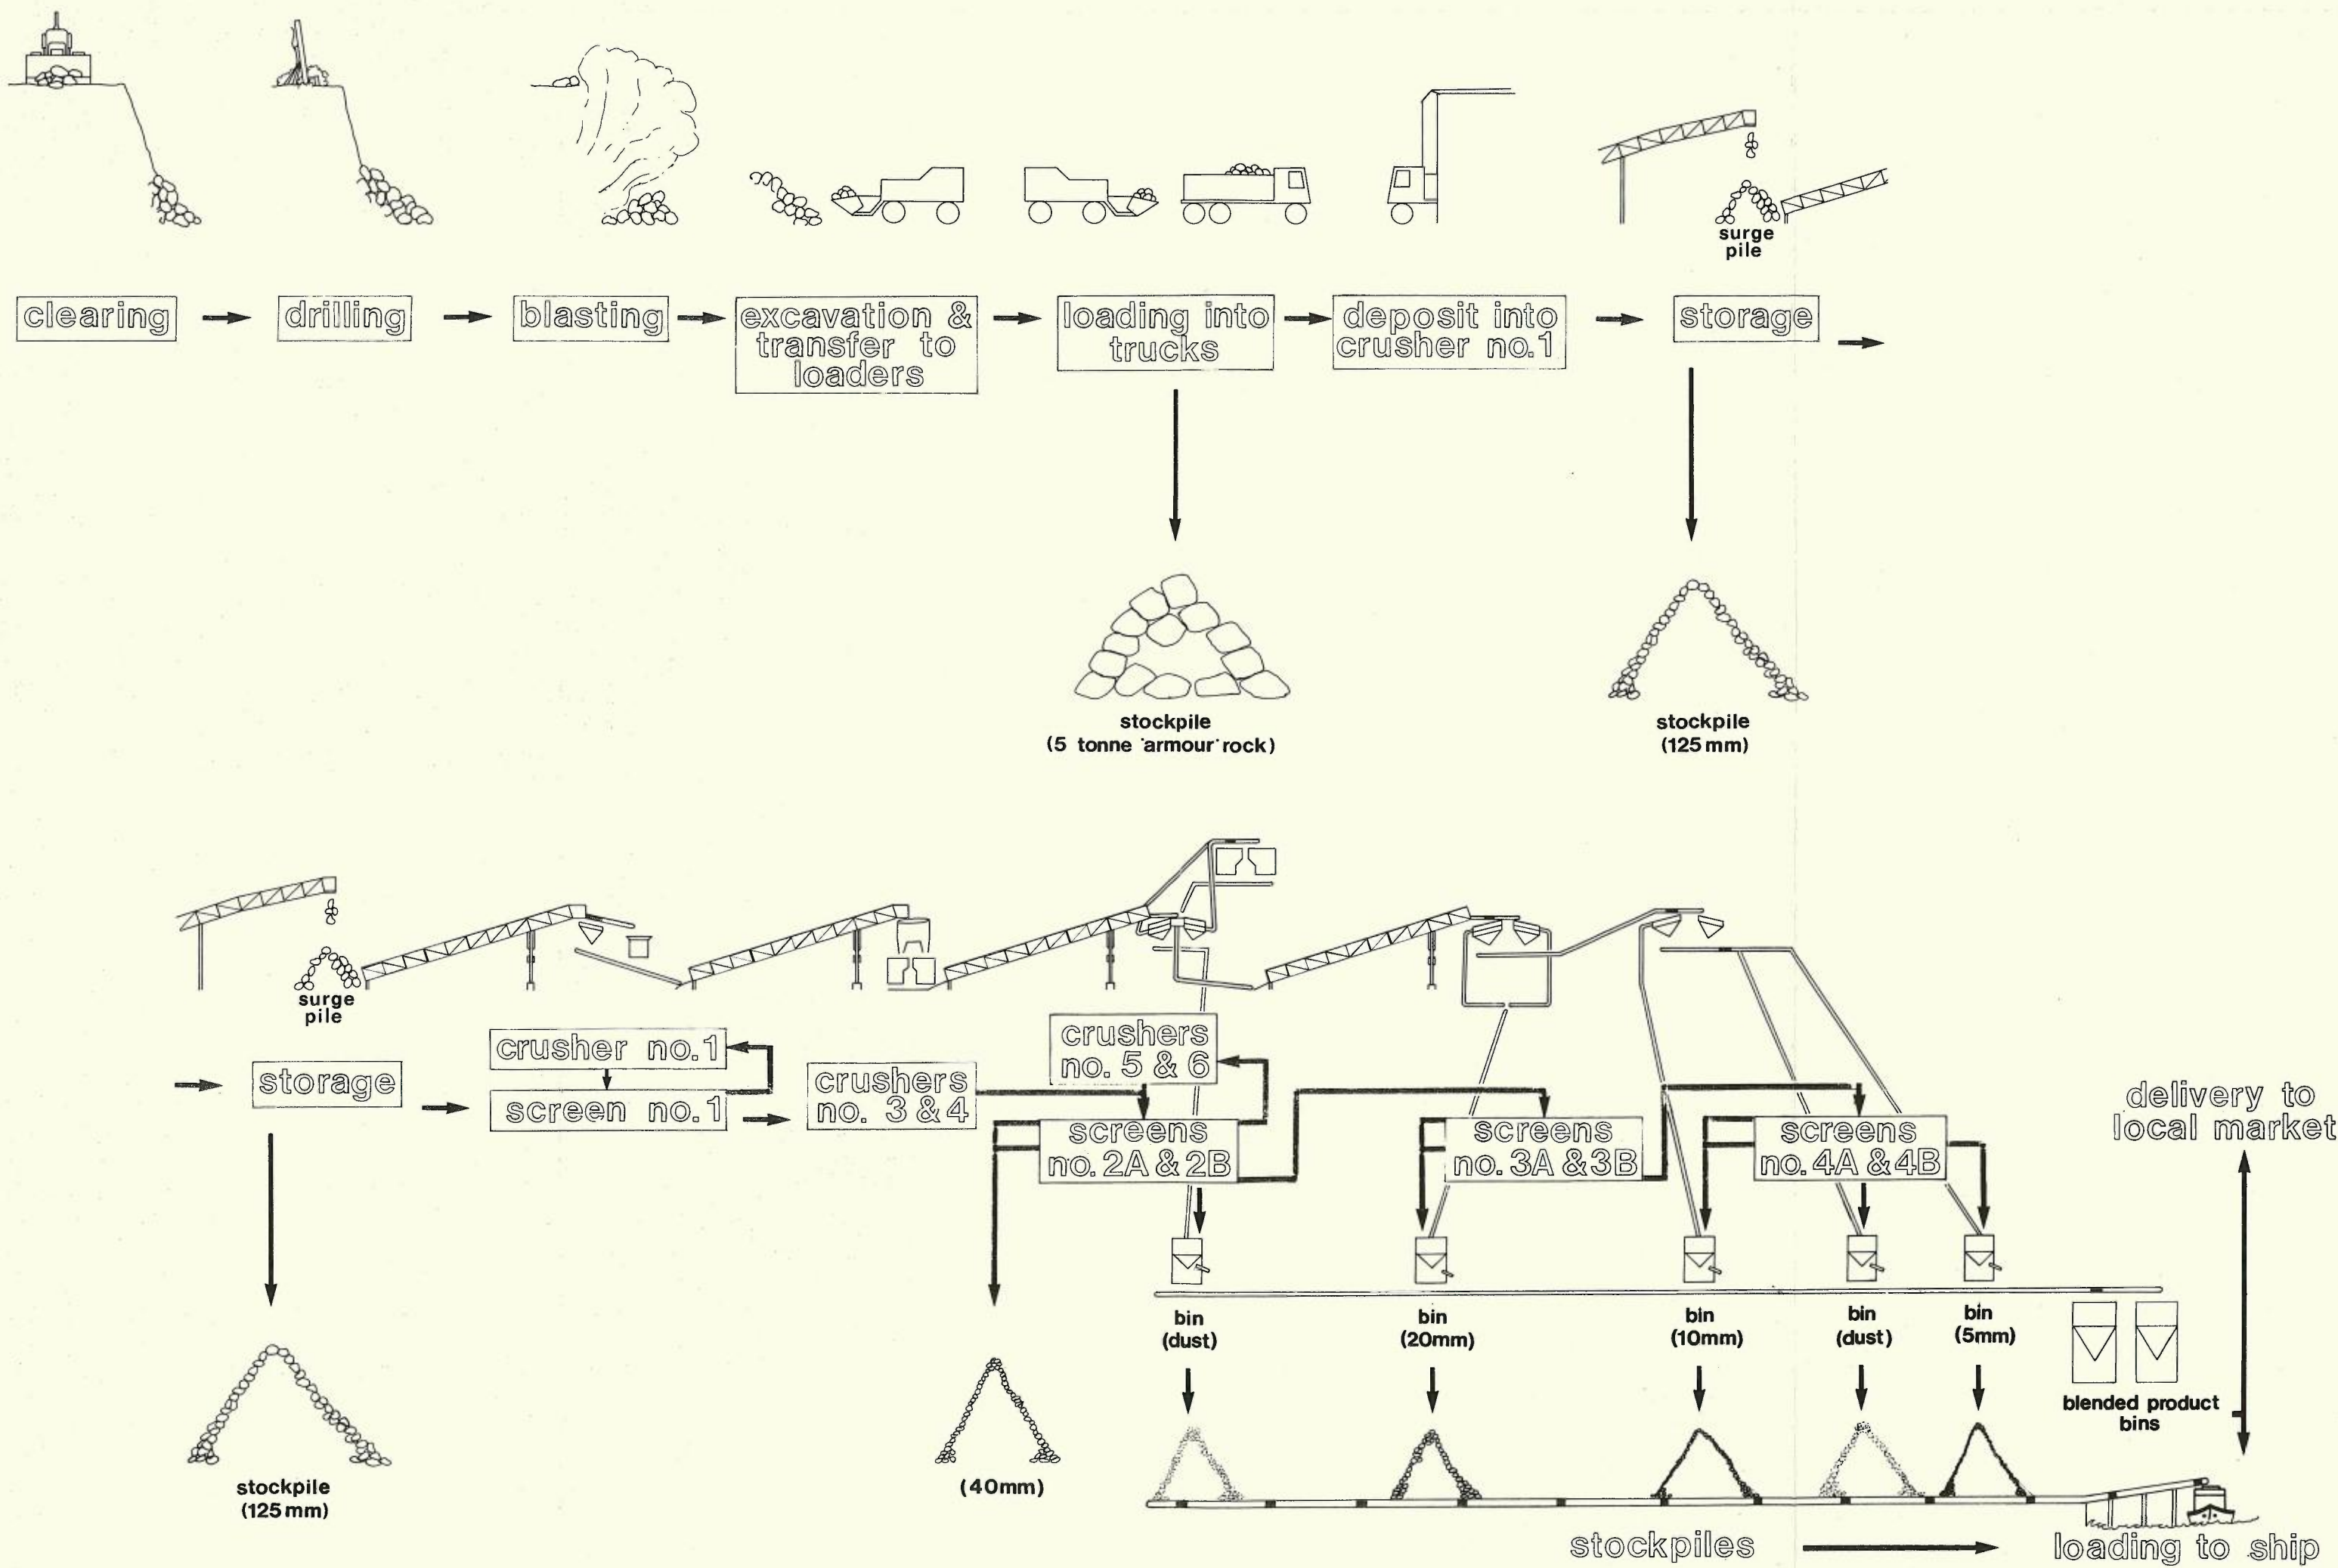 surge
pile
clearing
drilling
blasting
excavation &
transfer to
loaders
loading into
trucks
deposit into
crusher no.1
storage
stockpile
(5 tonne 'armour' rock)
stockpile
(125mm)
surge
pile
storage
crusher no.1
screen no.1
crushers
no. 3 & 4
crushers
no. 5 & 6
screens
no. 2A & 2B
screens
no. 3A & 3B
screens
no. 4A & 4B
delivery to
local market
bin
(dust)
bin
(20mm)
bin
(10mm)
bin
(dust)
bin
(5mm)
blended product
bins
stockpile
(125mm)
(40mm)
stockpiles
loading to ship